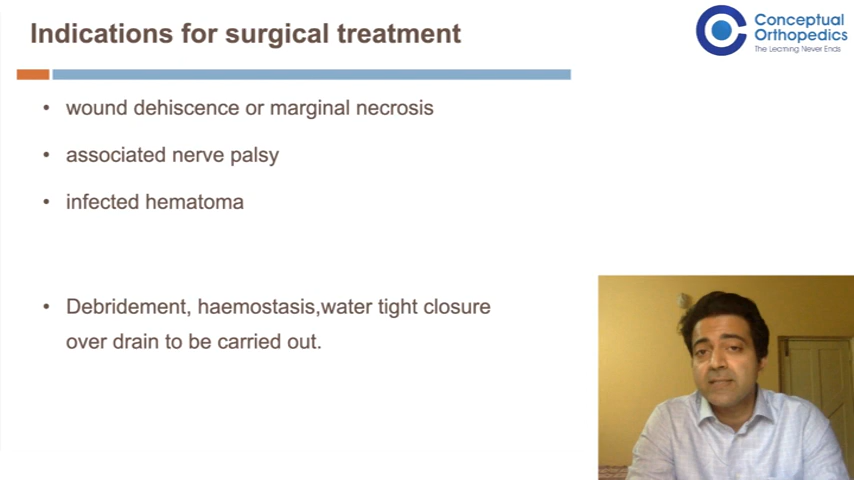 Indications for surgical treatment
Conceptual
Orthopedics
The Learning Never Ends
• wound dehiscence or marginal necrosis
• associated nerve palsy
• infected hematoma
• Debridement, haemostasis,water tight closure
over drain to be carried out.